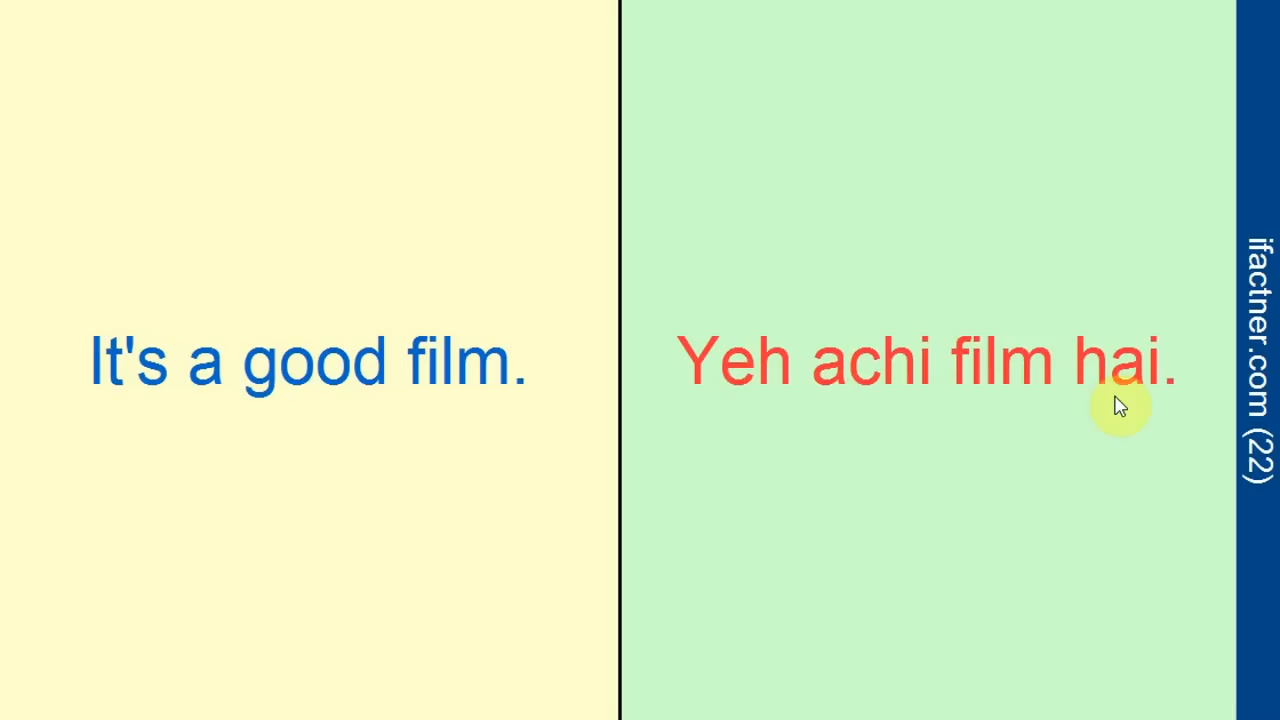 It's a good film.
Yeh achi film hai.
ifactner.com (22)